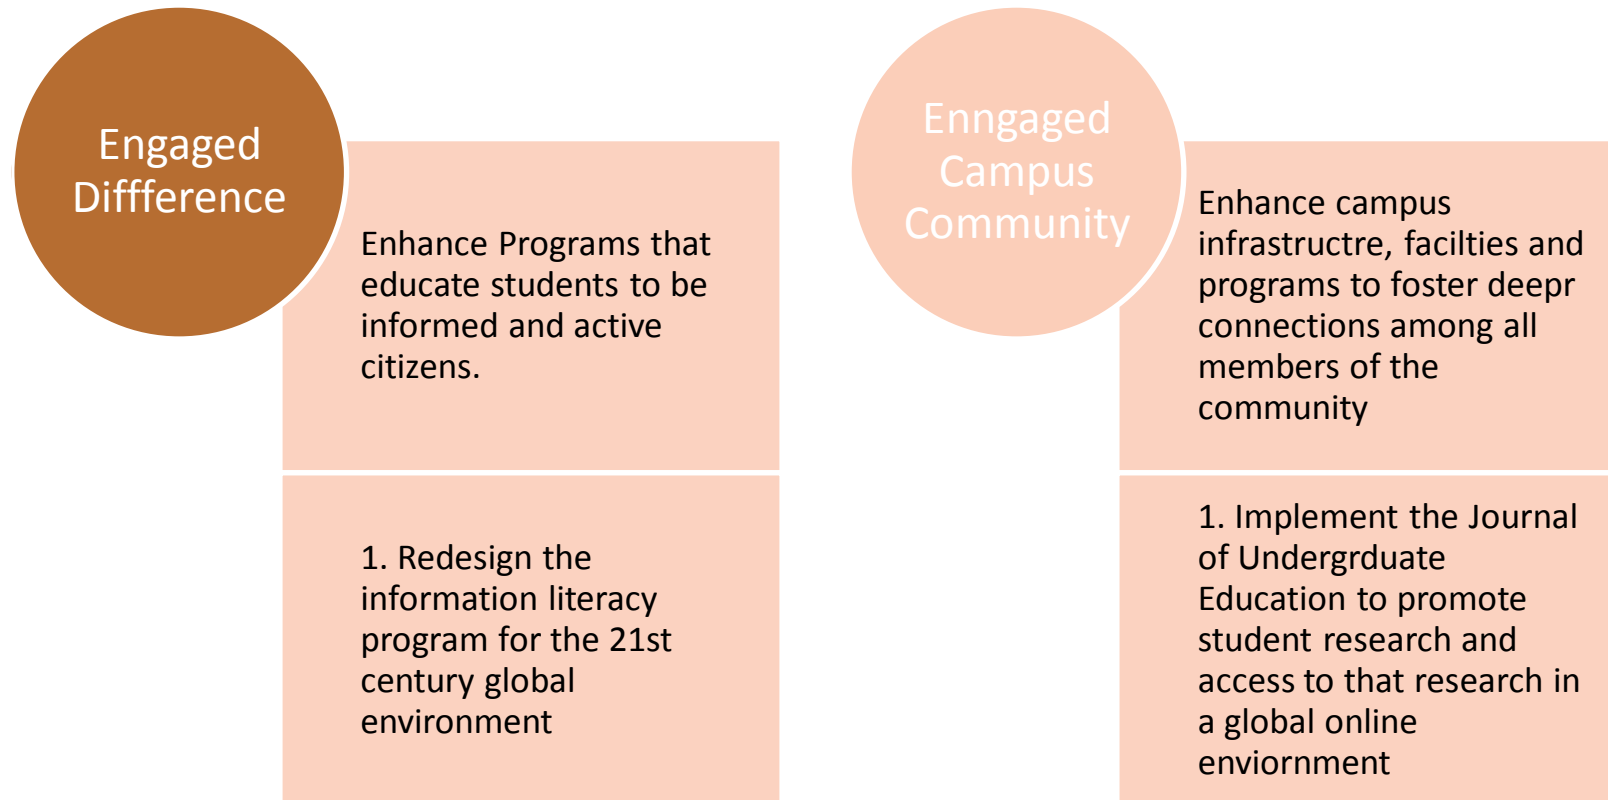 Engaged
Diffference
Enhance Programs that
educate students to be
informed and active
citizens.
1. Redesign the
information literacy
program for the 21st
century global
environment
Enngaged
Campus
Community
Enhance campus
infrastructre, facilties and
programs to foster deepr
connections among all
members of the
community
1. Implement the Journal
of Undergrduate
Education to promote
student research and
access to that research in
a global online
enviornment